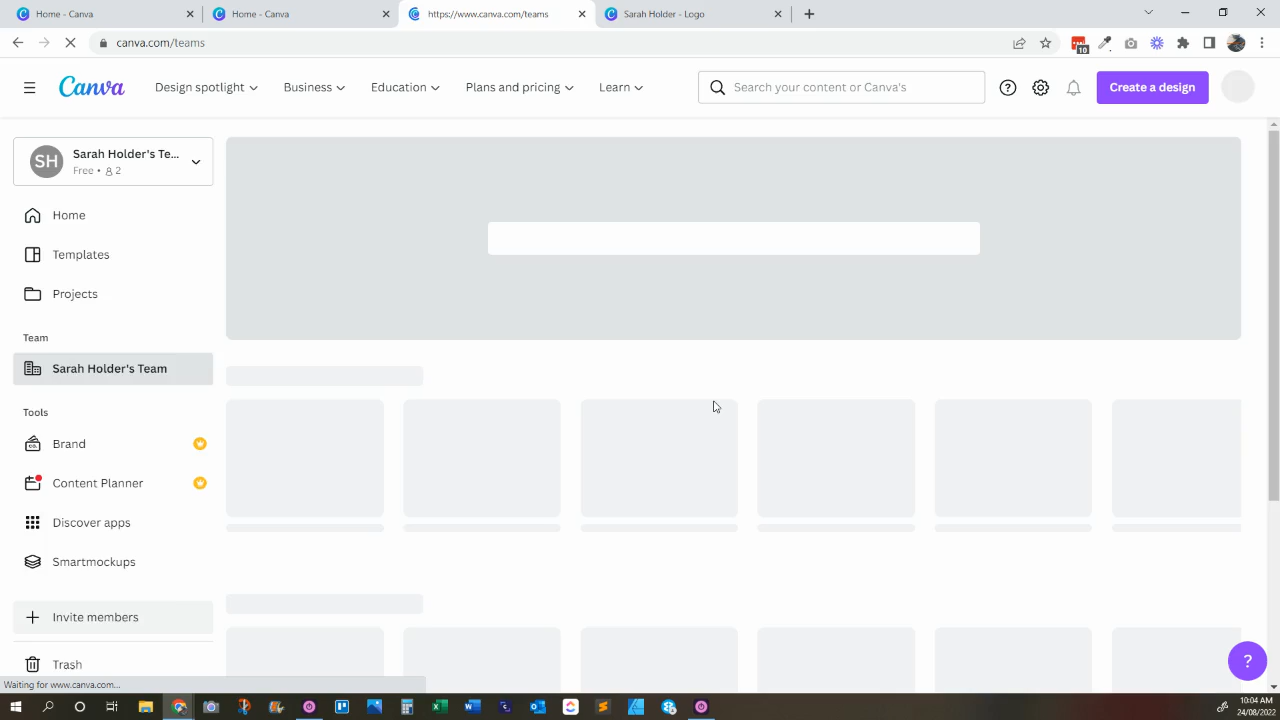 Home - Canva
Home - Canva
https://www.canva.com/teams
Sarah Holder - Logo
canva.com/teams
10
Canva
Design spotlight
Business
Education
Plans and pricing
Learn
Search your content or Canva's
Create a design
SH
Sarah Holder's Te...
Free • 2
Home
Templates
Projects
Team
Sarah Holder's Team
Tools
Brand
Content Planner
Discover apps
Smartmockups
Invite members
Trash
?
Waiting for www.canva.com...
10:04 AM
24/08/2022